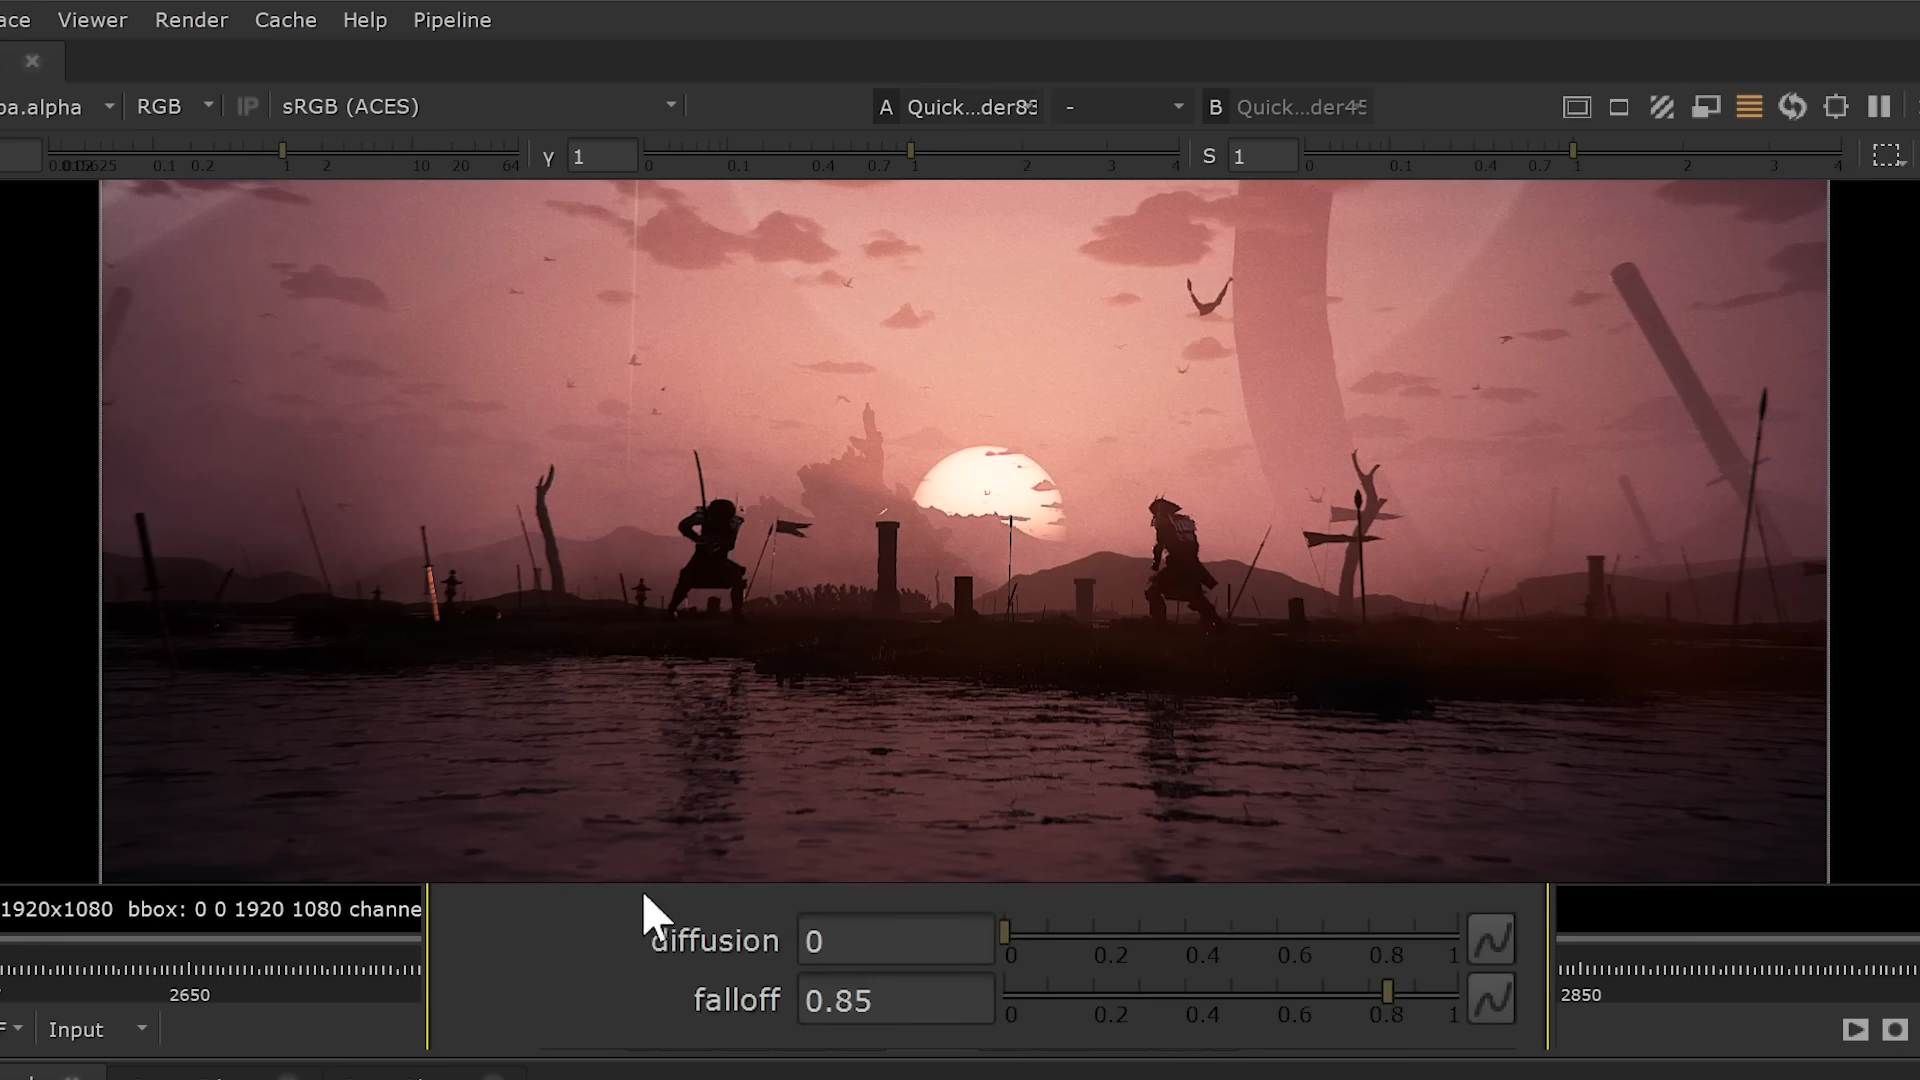 ace Viewer Render Cache Help Pipeline
pa.alpha RGB IP sRGB (ACES) A Quick...der83 - B Quick...der45
0.1 0.2 1 2 10 20 64 γ 1 0 0.1 0.4 0.7 1 2 3 4 S 1 0 0.1 0.4 0.7 1 2 3 4
1920x1080 bbox: 0 0 1920 1080 channe
diffusion 0 0 0.2 0.4 0.6 0.8 1
2650 falloff 0.85 0 0.2 0.4 0.6 0.8 1 2850
Input